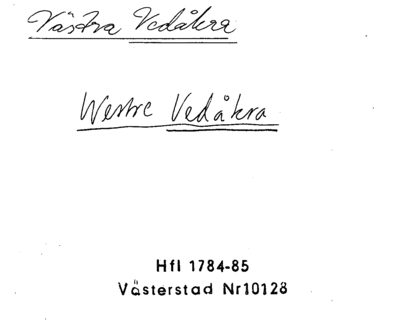 Västra Vedåkra
Westre Vedåkra
Hfl 1784-85
Västerstad Nr10128